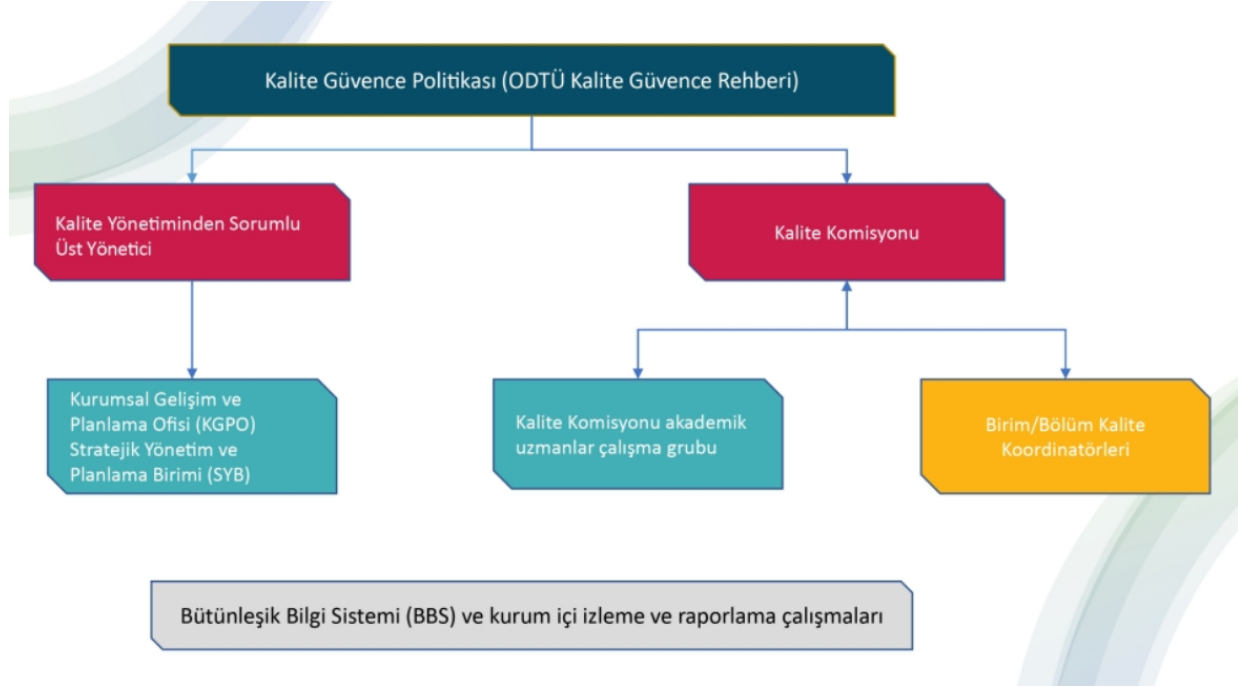 Kalite Güvence Politikası (ODTÜ Kalite Güvence Rehberi)
Kalite Yönetiminden Sorumlu
Üst Yönetici
Kalite Komisyonu
Kurumsal Gelişim ve
Planlama Ofisi (KGPO)
Stratejik Yönetim ve
Planlama Birimi (SYB)
Kalite Komisyonu akademik
uzmanlar çalışma grubu
Birim/Bölüm Kalite
Koordinatörleri
Bütünleşik Bilgi Sistemi (BBS) ve kurum içi izleme ve raporlama çalışmaları